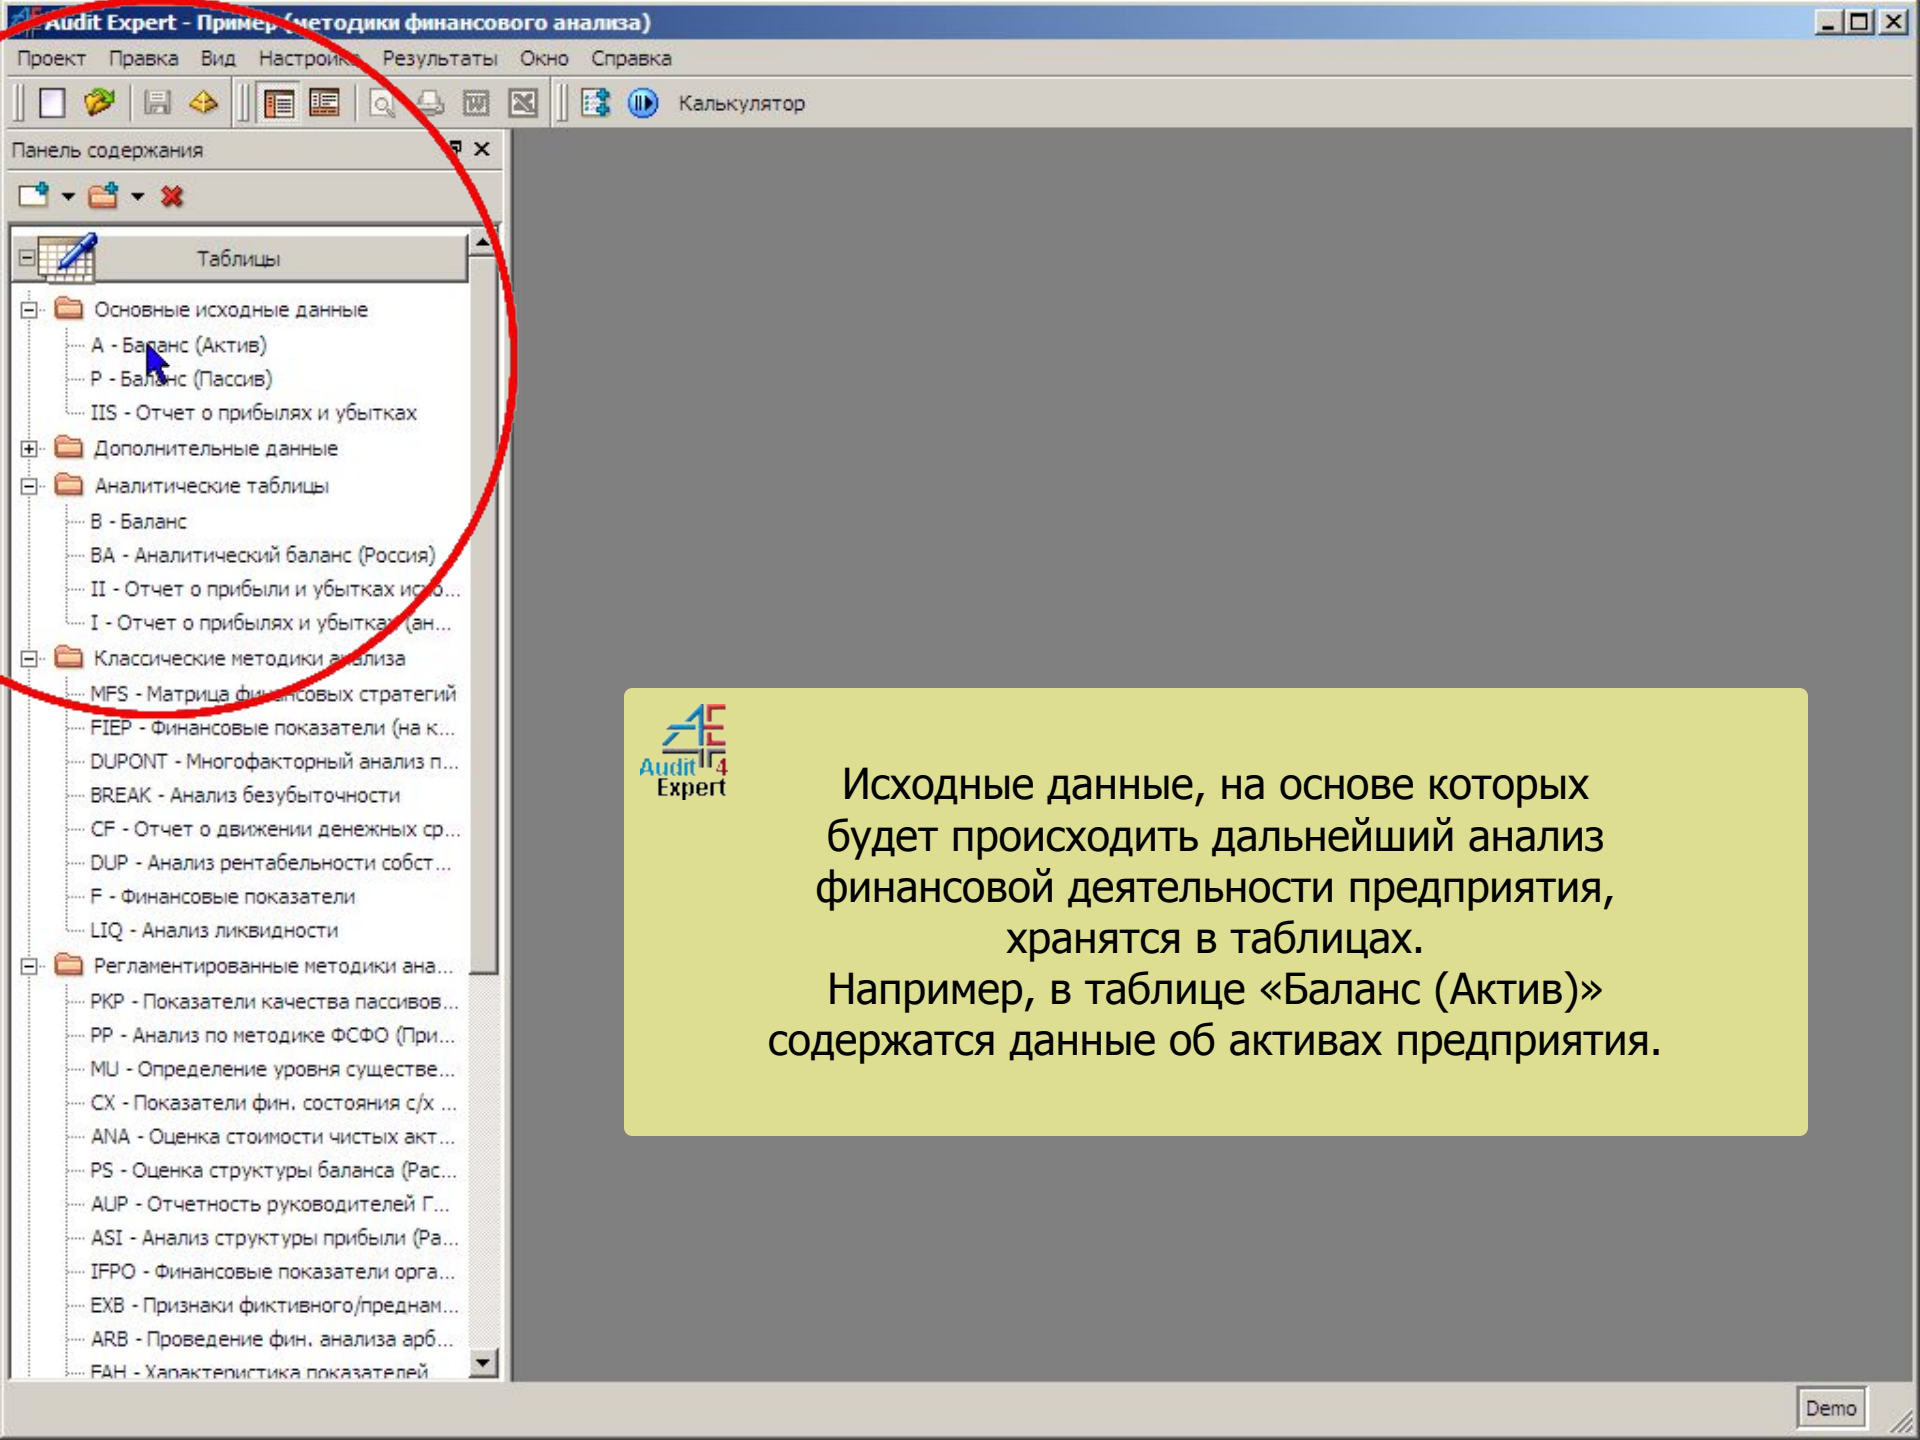 Audit Expert - Пример (методики финансового анализа)
Проект Правка Вид Настройка Результаты Окно Справка
Калькулятор
Панель содержания
Таблицы
Основные исходные данные
A - Баланс (Актив)
P - Баланс (Пассив)
IIS - Отчет о прибылях и убытках
Дополнительные данные
Аналитические таблицы
B - Баланс
BA - Аналитический баланс (Россия)
II - Отчет о прибыли и убытках исхо...
I - Отчет о прибылях и убытках (ан...
Классические методики анализа
MFS - Матрица финансовых стратегий
FIEP - Финансовые показатели (на к...
DUPONT - Многофакторный анализ п...
BREAK - Анализ безубыточности
CF - Отчет о движении денежных ср...
DUP - Анализ рентабельности собст...
F - Финансовые показатели
LIQ - Анализ ликвидности
Регламентированные методики ана...
PKP - Показатели качества пассивов...
PP - Анализ по методике ФСФО (При...
MU - Определение уровня существе...
CX - Показатели фин. состояния с/х ...
ANA - Оценка стоимости чистых акт...
PS - Оценка структуры баланса (Рас...
AUP - Отчетность руководителей Г...
ASI - Анализ структуры прибыли (Ра...
IFPO - Финансовые показатели орга...
EXB - Признаки фиктивного/преднам...
ARB - Проведение фин. анализа арб...
FAH - Характеристика показателей
AE
Audit 4
Expert
Исходные данные, на основе которых
будет происходить дальнейший анализ
финансовой деятельности предприятия,
хранятся в таблицах.
Например, в таблице «Баланс (Актив)»
содержатся данные об активах предприятия.
Demo